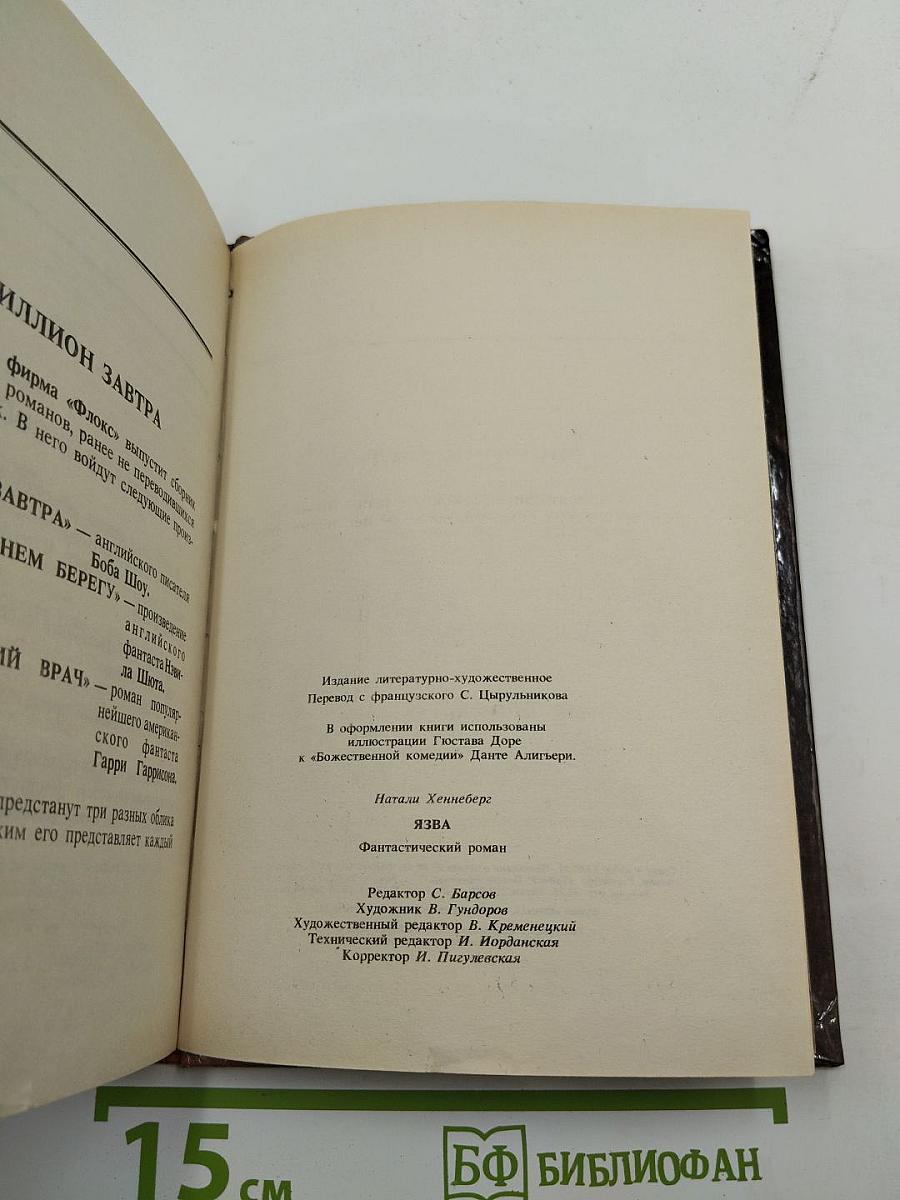 ИЛЛИОН ЗАВТРА
фирма «Флокс» выпустит сборник
романов, ранее не переводившихся
В него войдут следующие произ-
ЗАВТРА» — английского писателя
Боба Шоу.
НЕМ БЕРЕГУ» — произведение
английского
фантаста Нэви-
ла Шюта.
ИЙ ВРАЧ» — роман популяр-
нейшего американ-
ского фантаста
Гарри Гаррисона.
предстанут три разных облика
ким его представляет каждый
Издание литературно-художественное
Перевод с французского С. Цырульникова
В оформлении книги использованы
иллюстрации Гюстава Доре
к «Божественной комедии» Данте Алигьери.
Натали Хеннеберг
ЯЗВА
Фантастический роман
Редактор С. Барсов
Художник В. Гундоров
Художественный редактор В. Кременецкий
Технический редактор И. Иорданская
Корректор И. Пигулевская
15 см
БФ БИБЛИОФАН